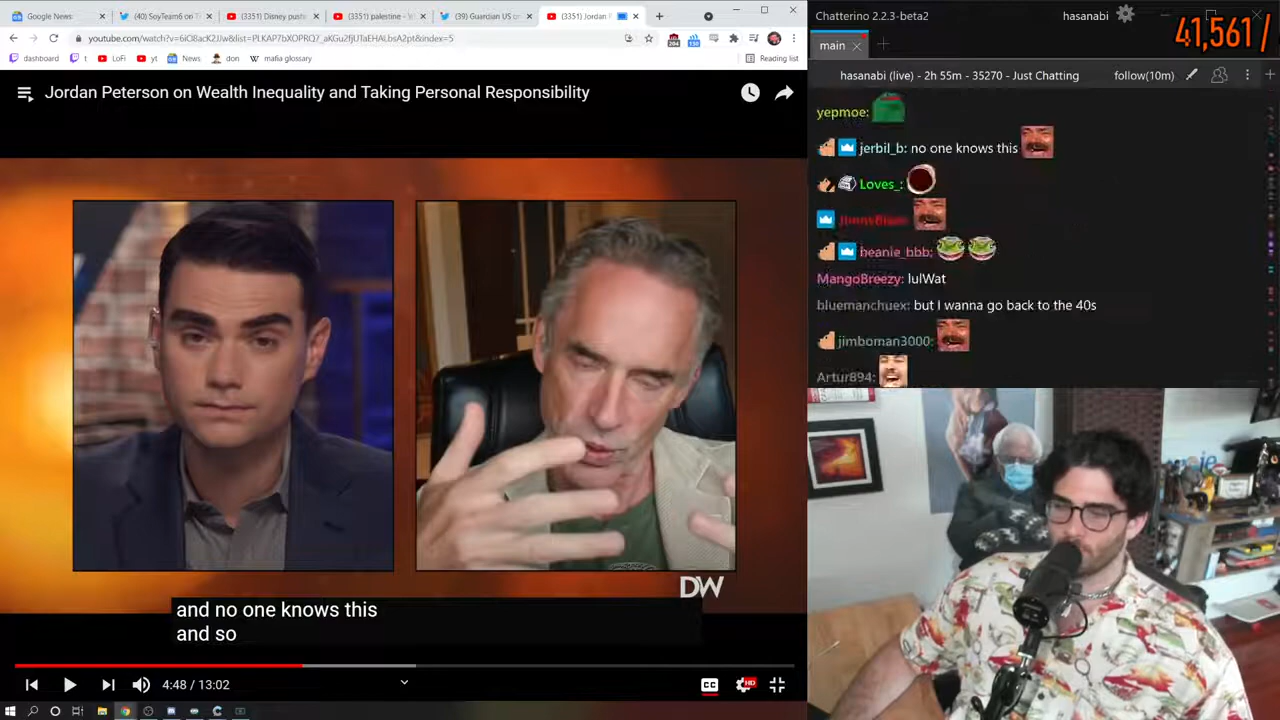 Google News
(40) SoyTeam6 on T
(3351) Disney push
(3351) palestine - Y
(39) Guardian US
(3351) Jordan P
youtube.com/watch?v=6iC8acK2JJw&list=PLKAP7bXOPRQ7_aKGu2fjUTaEHALbsA2pt&index=5
dashboard
t
LoFi
yt
News
don
mafia glossary
Reading list
Jordan Peterson on Wealth Inequality and Taking Personal Responsibility
DW
and no one knows this
and so
4:48 / 13:02
CC
HD
Chatterino 2.2.3-beta2
hasanabi
41,561 /
main
hasanabi (live) - 2h 55m - 35270 - Just Chatting
follow(10m)
yepmoe:
jerbil_b: no one knows this
Loves_:
beanie_bbb:
MangoBreezy: lulWat
bluemanchuex: but I wanna go back to the 40s
jimboman3000:
Artur894: